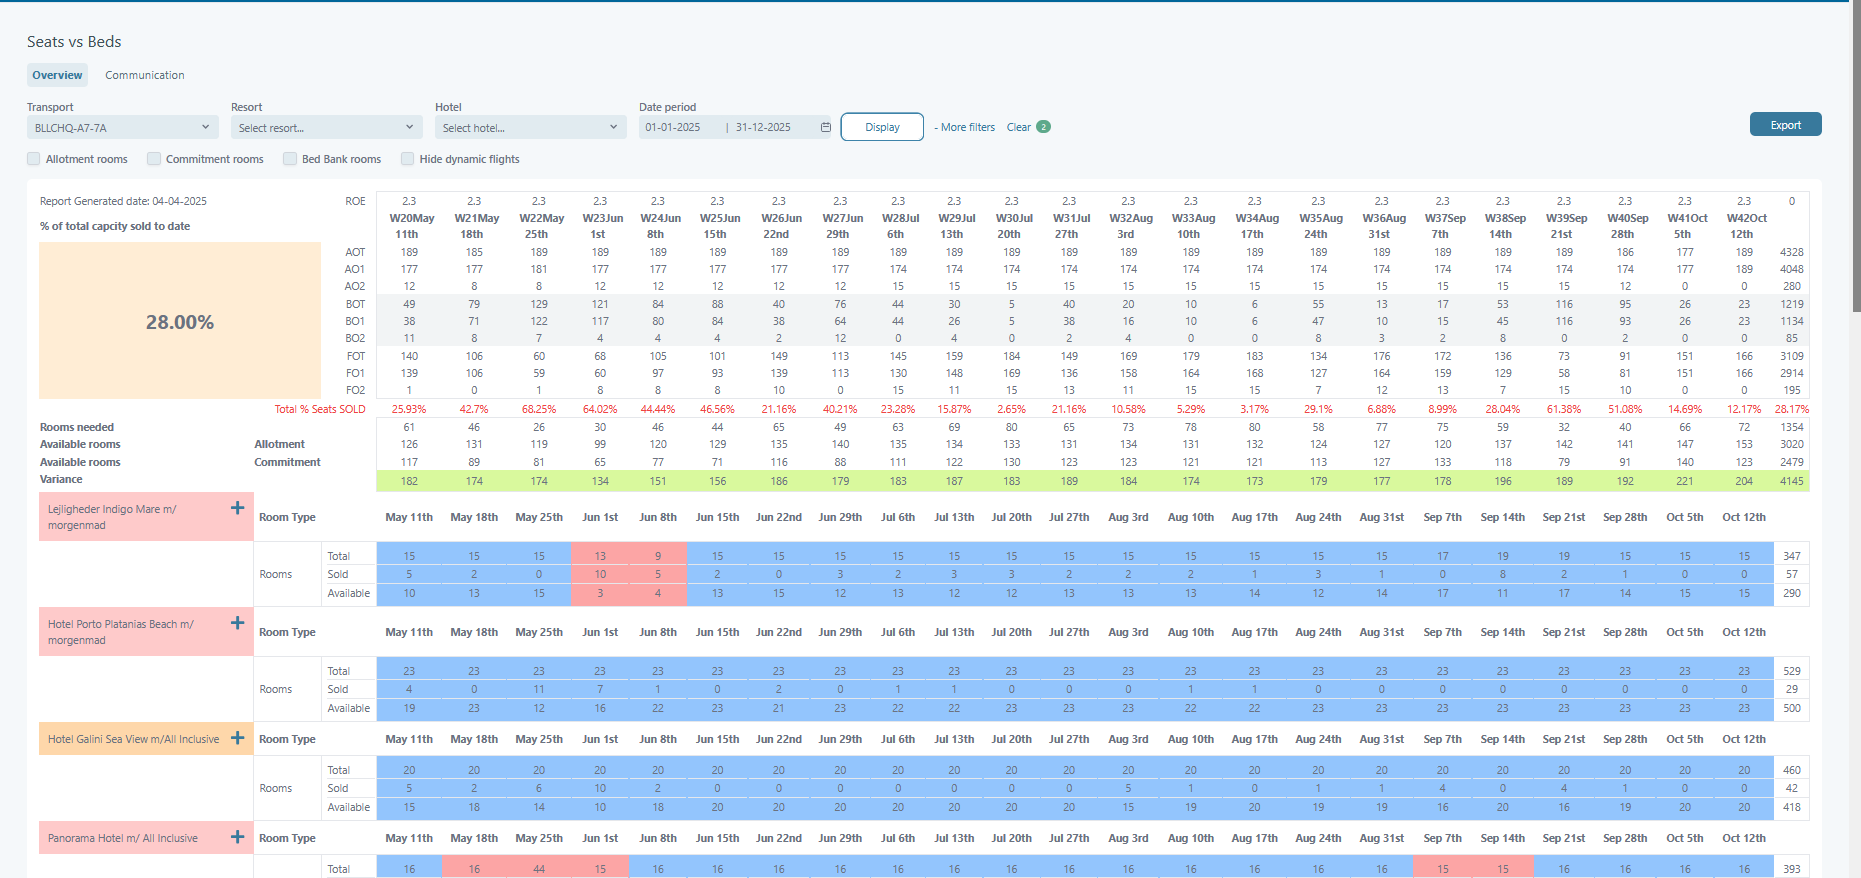 Seats vs Beds
Overview Communication
Transport Resort Hotel Date period
BLLCHQ-A7-7A Select resort... Select hotel... 01-01-2025 | 31-12-2025 Display - More filters Clear 2 Export
Allotment rooms Commitment rooms Bed Bank rooms Hide dynamic flights
Report Generated date: 04-04-2025 ROE 2.3 2.3 2.3 2.3 2.3 2.3 2.3 2.3 2.3 2.3 2.3 2.3 2.3 2.3 2.3 2.3 2.3 2.3 2.3 2.3 2.3 2.3 2.3 0
% of total capcity sold to date W20May W21May W22May W23Jun W24Jun W25Jun W26Jun W27Jun W28Jul W29Jul W30Jul W31Jul W32Aug W33Aug W34Aug W35Aug W36Aug W37Sep W38Sep W39Sep W40Sep W41Oct W42Oct
11th 18th 25th 1st 8th 15th 22nd 29th 6th 13th 20th 27th 3rd 10th 17th 24th 31st 7th 14th 21st 28th 5th 12th
AOT 189 185 189 189 189 189 189 189 189 189 189 189 189 189 189 189 189 189 189 189 186 177 189 4328
AO1 177 177 181 177 177 177 177 177 174 174 174 174 174 174 174 174 174 174 174 174 174 177 189 4048
AO2 12 8 8 12 12 12 12 12 15 15 15 15 15 15 15 15 15 15 15 15 12 0 0 280
BOT 49 79 129 121 84 88 40 76 44 30 5 40 20 10 6 55 13 17 53 116 95 26 23 1219
28.00% BO1 38 71 122 117 80 84 38 64 44 26 5 38 16 10 6 47 10 15 45 116 93 26 23 1134
BO2 11 8 7 4 4 4 2 12 0 4 0 2 4 0 0 8 3 2 8 0 2 0 0 85
FOT 140 106 60 68 105 101 149 113 145 159 184 149 169 179 183 134 176 172 136 73 91 151 166 3109
FO1 139 106 59 60 97 93 139 113 130 148 169 136 158 164 168 127 164 159 129 58 81 151 166 2914
FO2 1 0 1 8 8 8 10 0 15 11 15 13 11 15 15 7 12 13 7 15 10 0 0 195
Total % Seats SOLD 25.93% 42.7% 68.25% 64.02% 44.44% 46.56% 21.16% 40.21% 23.28% 15.87% 2.65% 21.16% 10.58% 5.29% 3.17% 29.1% 6.88% 8.99% 28.04% 61.38% 51.08% 14.69% 12.17% 28.17%
Rooms needed 61 46 26 30 46 44 65 49 63 69 80 65 73 78 80 58 77 75 59 32 40 66 72 1354
Available rooms Allotment 126 131 119 99 120 129 135 140 135 134 133 131 134 131 132 124 127 120 137 142 141 147 153 3020
Available rooms Commitment 117 89 81 65 77 71 116 88 111 122 130 123 123 121 121 113 127 133 118 79 91 140 123 2479
Variance 182 174 174 134 151 156 186 179 183 187 183 189 184 174 173 179 177 178 196 189 192 221 204 4145
Lejligheder Indigo Mare m/
morgenmad + Room Type May 11th May 18th May 25th Jun 1st Jun 8th Jun 15th Jun 22nd Jun 29th Jul 6th Jul 13th Jul 20th Jul 27th Aug 3rd Aug 10th Aug 17th Aug 24th Aug 31st Sep 7th Sep 14th Sep 21st Sep 28th Oct 5th Oct 12th
Total 15 15 15 13 9 15 15 15 15 15 15 15 15 15 15 15 15 17 19 19 15 15 15 347
Rooms Sold 5 2 0 10 5 2 0 3 2 3 3 2 2 2 1 3 1 0 8 2 1 0 0 57
Available 10 13 15 3 4 13 15 12 13 12 12 13 13 13 14 12 14 17 11 17 14 15 15 290
Hotel Porto Platanias Beach m/
morgenmad + Room Type May 11th May 18th May 25th Jun 1st Jun 8th Jun 15th Jun 22nd Jun 29th Jul 6th Jul 13th Jul 20th Jul 27th Aug 3rd Aug 10th Aug 17th Aug 24th Aug 31st Sep 7th Sep 14th Sep 21st Sep 28th Oct 5th Oct 12th
Total 23 23 23 23 23 23 23 23 23 23 23 23 23 23 23 23 23 23 23 23 23 23 23 529
Rooms Sold 4 0 11 7 1 0 2 0 1 1 0 0 0 1 1 0 0 0 0 0 0 0 0 29
Available 19 23 12 16 22 23 21 23 22 22 23 23 23 22 22 23 23 23 23 23 23 23 23 500
Hotel Galini Sea View m/All Inclusive + Room Type May 11th May 18th May 25th Jun 1st Jun 8th Jun 15th Jun 22nd Jun 29th Jul 6th Jul 13th Jul 20th Jul 27th Aug 3rd Aug 10th Aug 17th Aug 24th Aug 31st Sep 7th Sep 14th Sep 21st Sep 28th Oct 5th Oct 12th
Total 20 20 20 20 20 20 20 20 20 20 20 20 20 20 20 20 20 20 20 20 20 20 20 460
Rooms Sold 5 2 6 10 2 0 0 0 0 0 0 0 5 1 0 1 1 4 0 4 1 0 0 42
Available 15 18 14 10 18 20 20 20 20 20 20 20 15 19 20 19 19 16 20 16 19 20 20 418
Panorama Hotel m/ All Inclusive + Room Type May 11th May 18th May 25th Jun 1st Jun 8th Jun 15th Jun 22nd Jun 29th Jul 6th Jul 13th Jul 20th Jul 27th Aug 3rd Aug 10th Aug 17th Aug 24th Aug 31st Sep 7th Sep 14th Sep 21st Sep 28th Oct 5th Oct 12th
Total 16 16 44 15 16 16 16 16 16 16 16 16 16 16 16 16 16 15 15 16 16 16 16 393